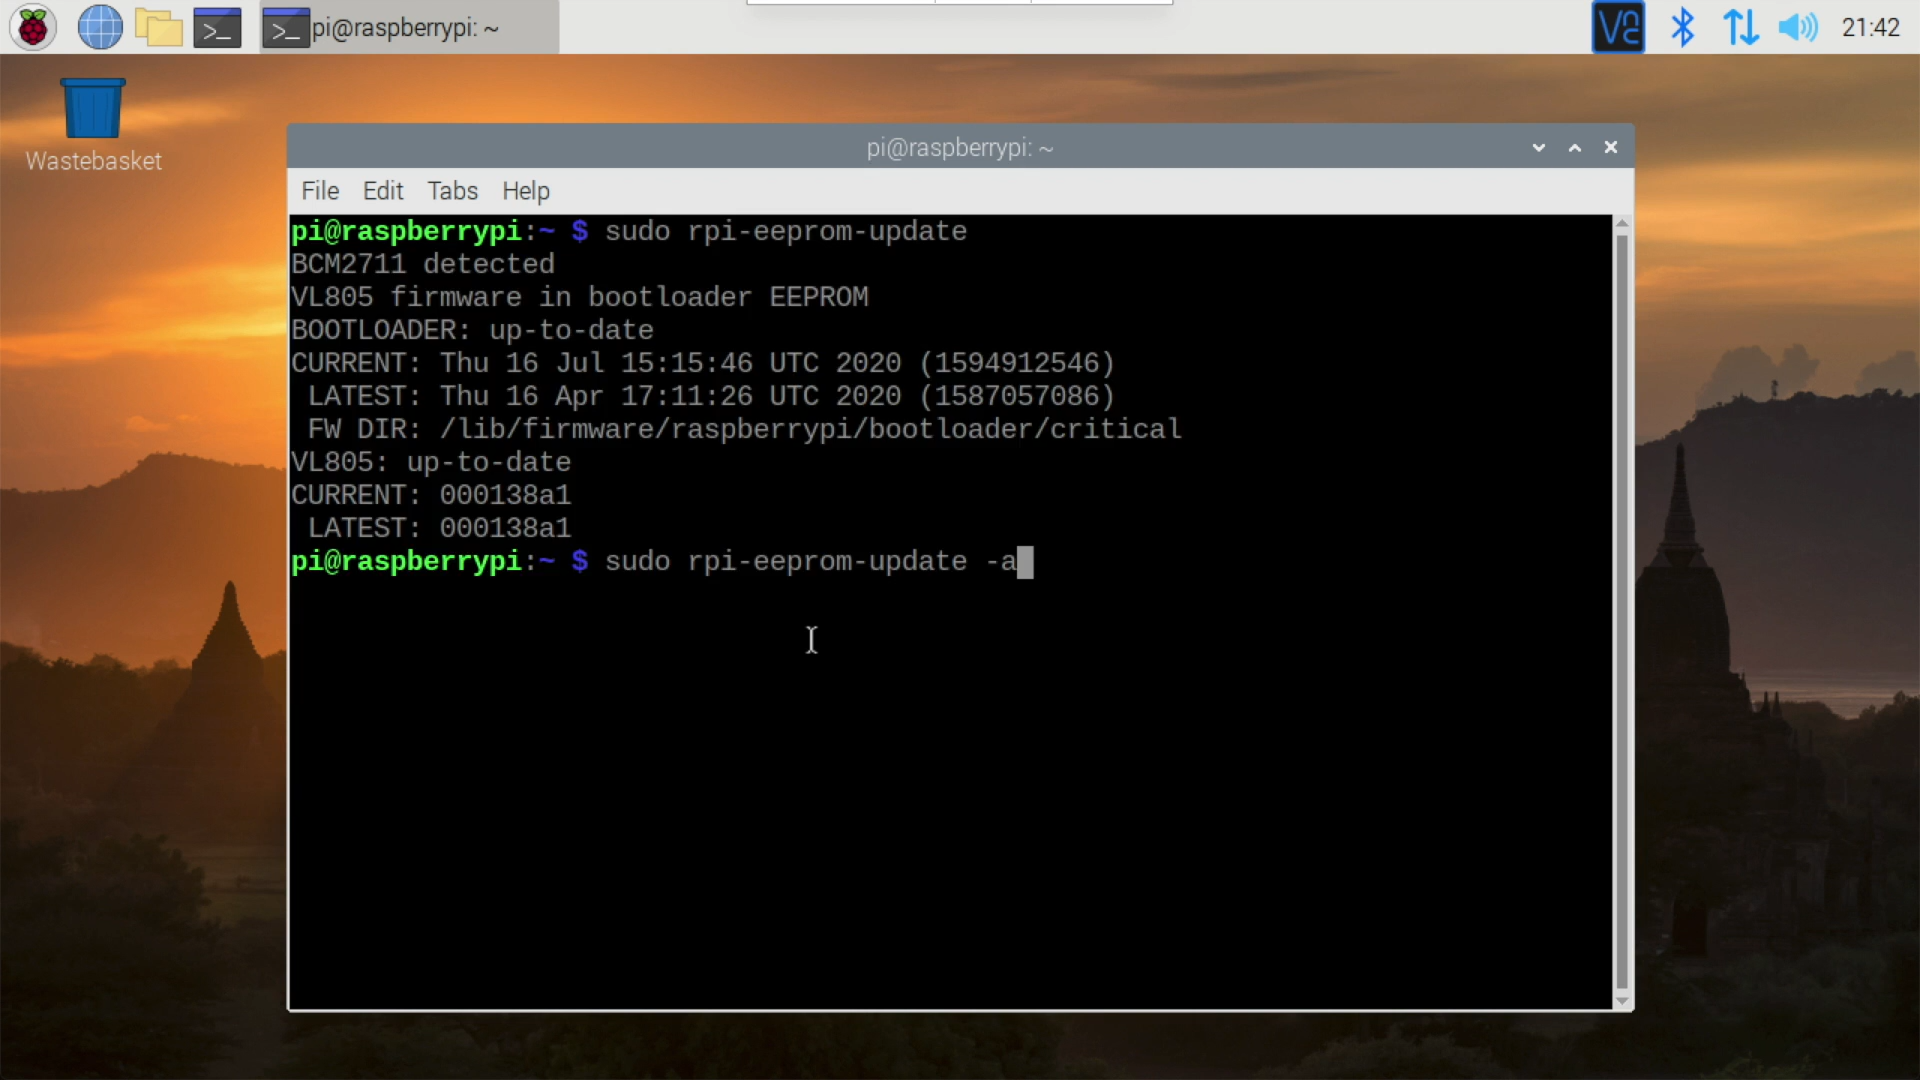 pi@raspberrypi: ~
VNC
21:42
Wastebasket
pi@raspberrypi: ~
File Edit Tabs Help
pi@raspberrypi:~ $ sudo rpi-eeprom-update
BCM2711 detected
VL805 firmware in bootloader EEPROM
BOOTLOADER: up-to-date
CURRENT: Thu 16 Jul 15:15:46 UTC 2020 (1594912546)
 LATEST: Thu 16 Apr 17:11:26 UTC 2020 (1587057086)
 FW DIR: /lib/firmware/raspberrypi/bootloader/critical
VL805: up-to-date
CURRENT: 000138a1
 LATEST: 000138a1
pi@raspberrypi:~ $ sudo rpi-eeprom-update -a